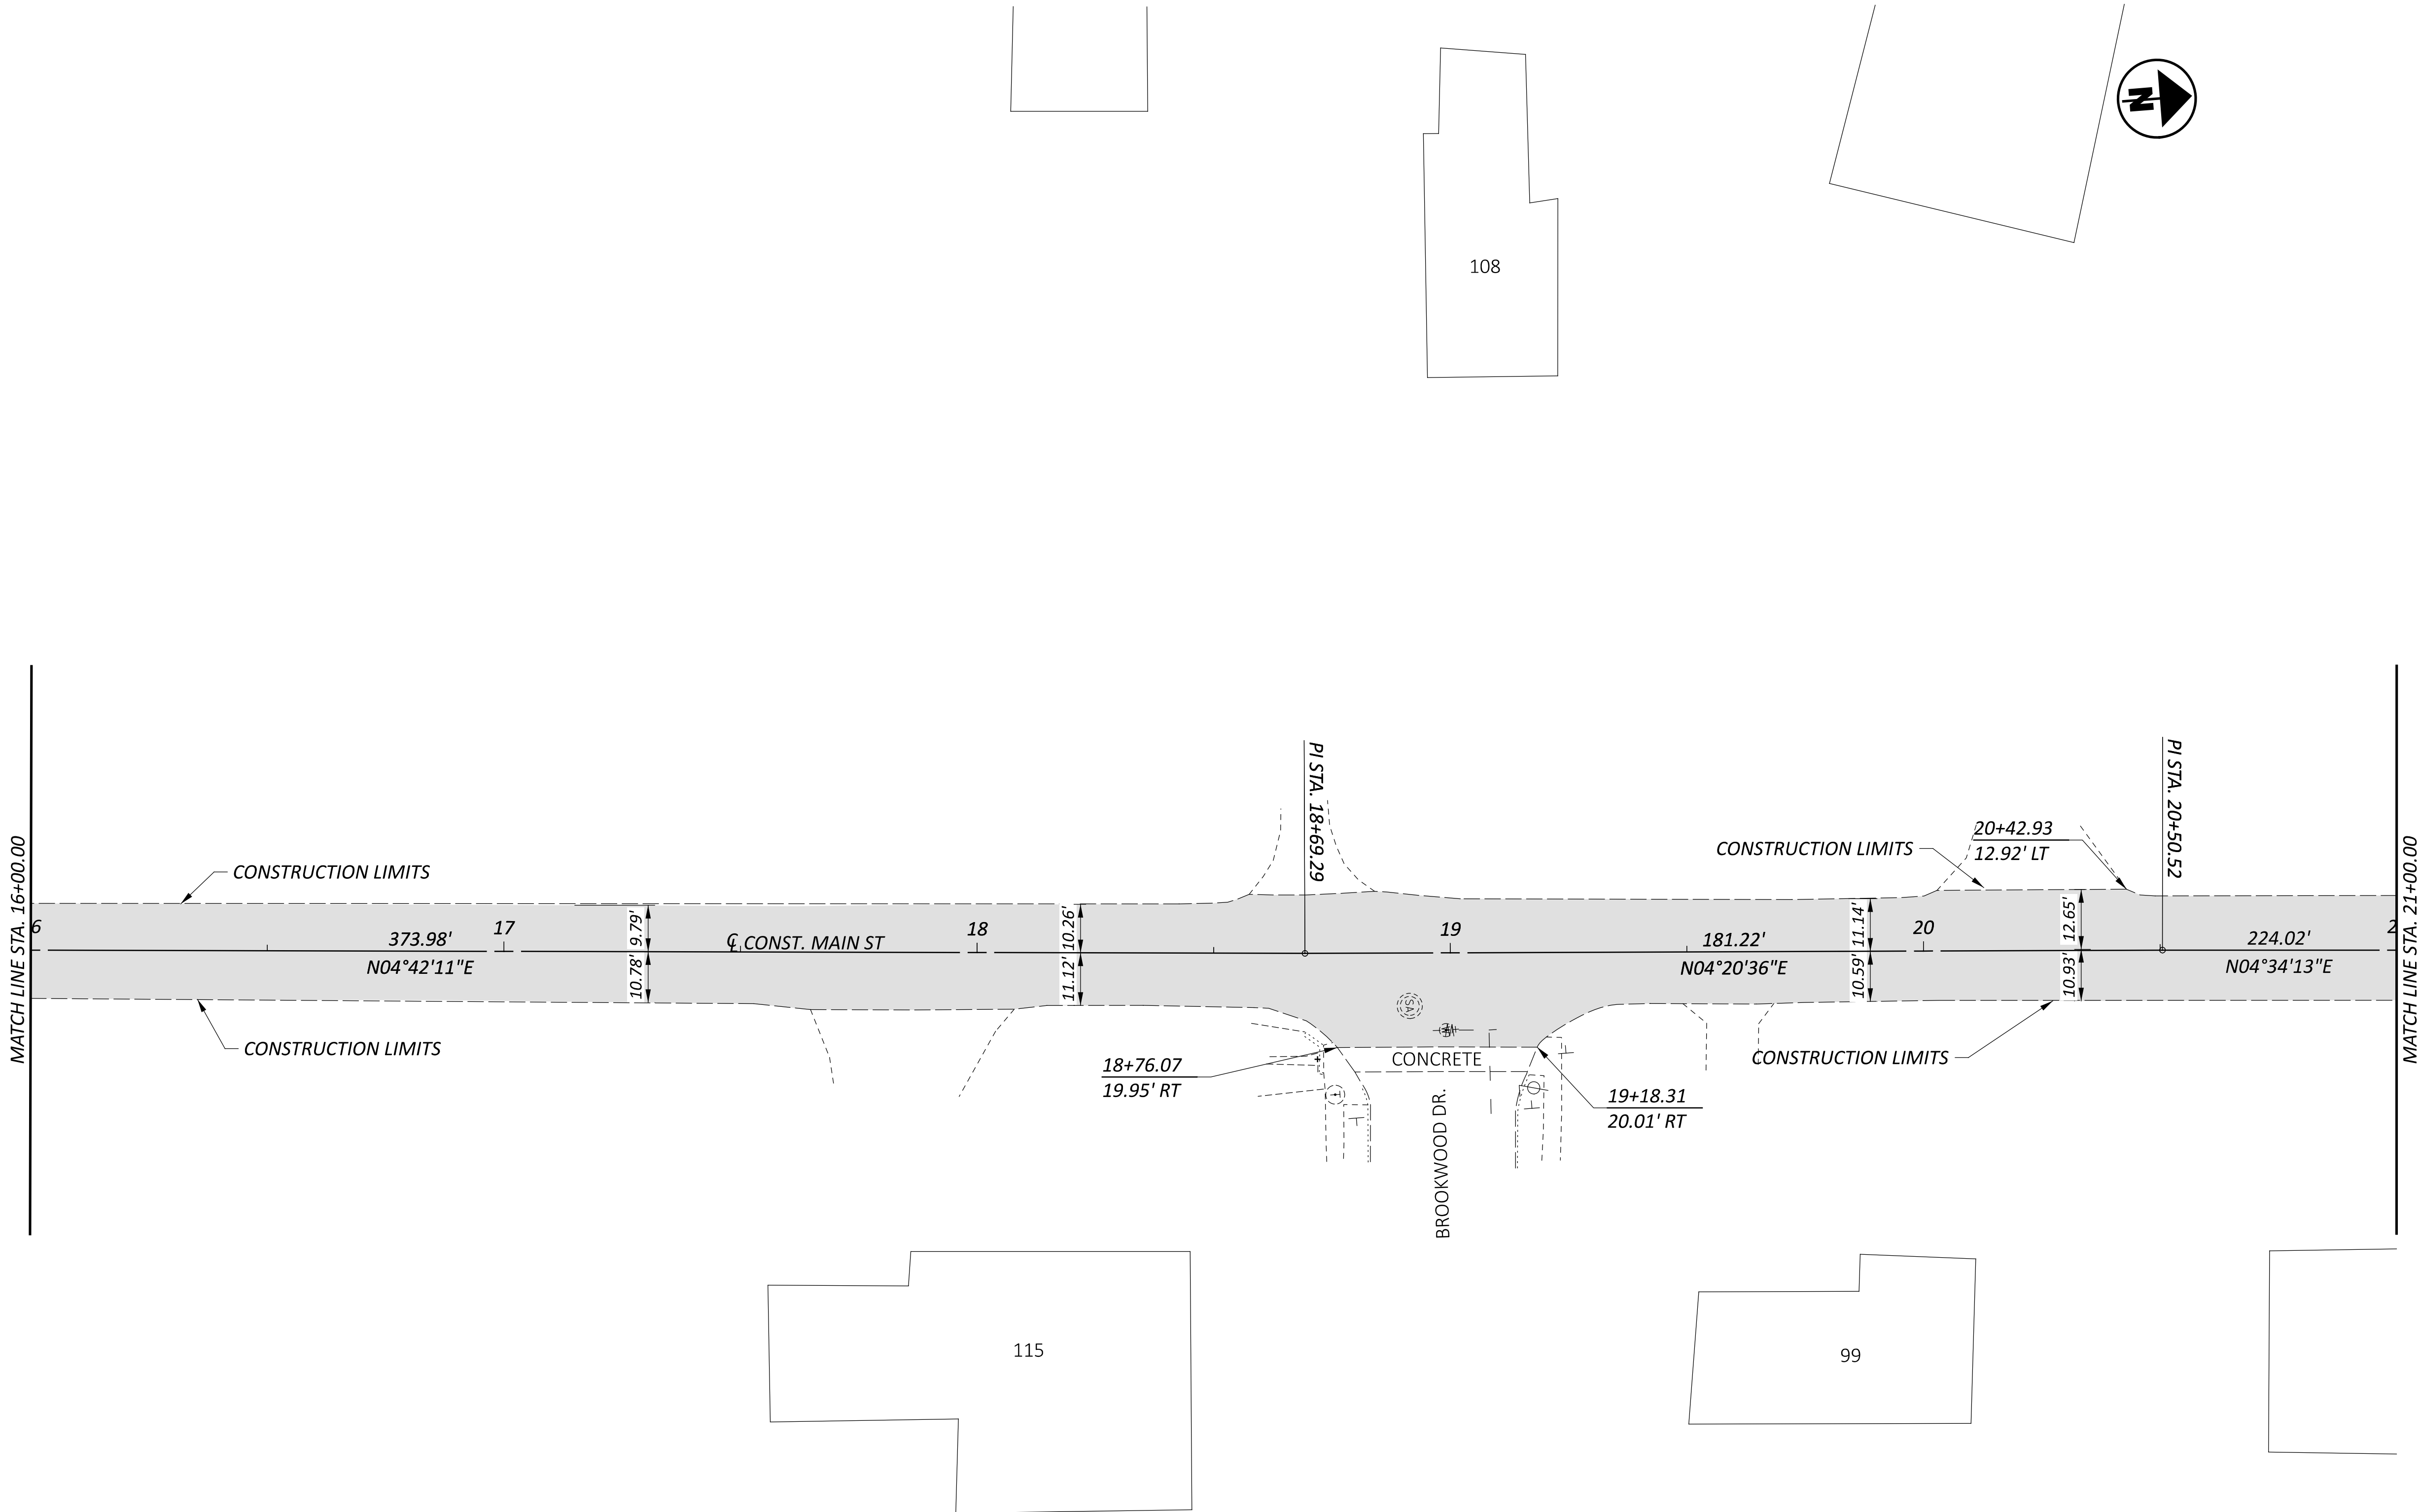 N
108
PI STA. 18+69.29
PI STA. 20+50.52
MATCH LINE STA. 16+00.00
MATCH LINE STA. 21+00.00
CONSTRUCTION LIMITS
CONSTRUCTION LIMITS
20+42.93
12.92' LT
6
17
18
19
20
2
373.98'
N04°42'11"E
9.79'
10.78'
CL CONST. MAIN ST
10.26'
11.12'
181.22'
N04°20'36"E
11.14'
10.59'
12.65'
10.93'
224.02'
N04°34'13"E
SA
CONSTRUCTION LIMITS
CONSTRUCTION LIMITS
CONCRETE
18+76.07
19.95' RT
19+18.31
20.01' RT
BROOKWOOD DR.
115
99